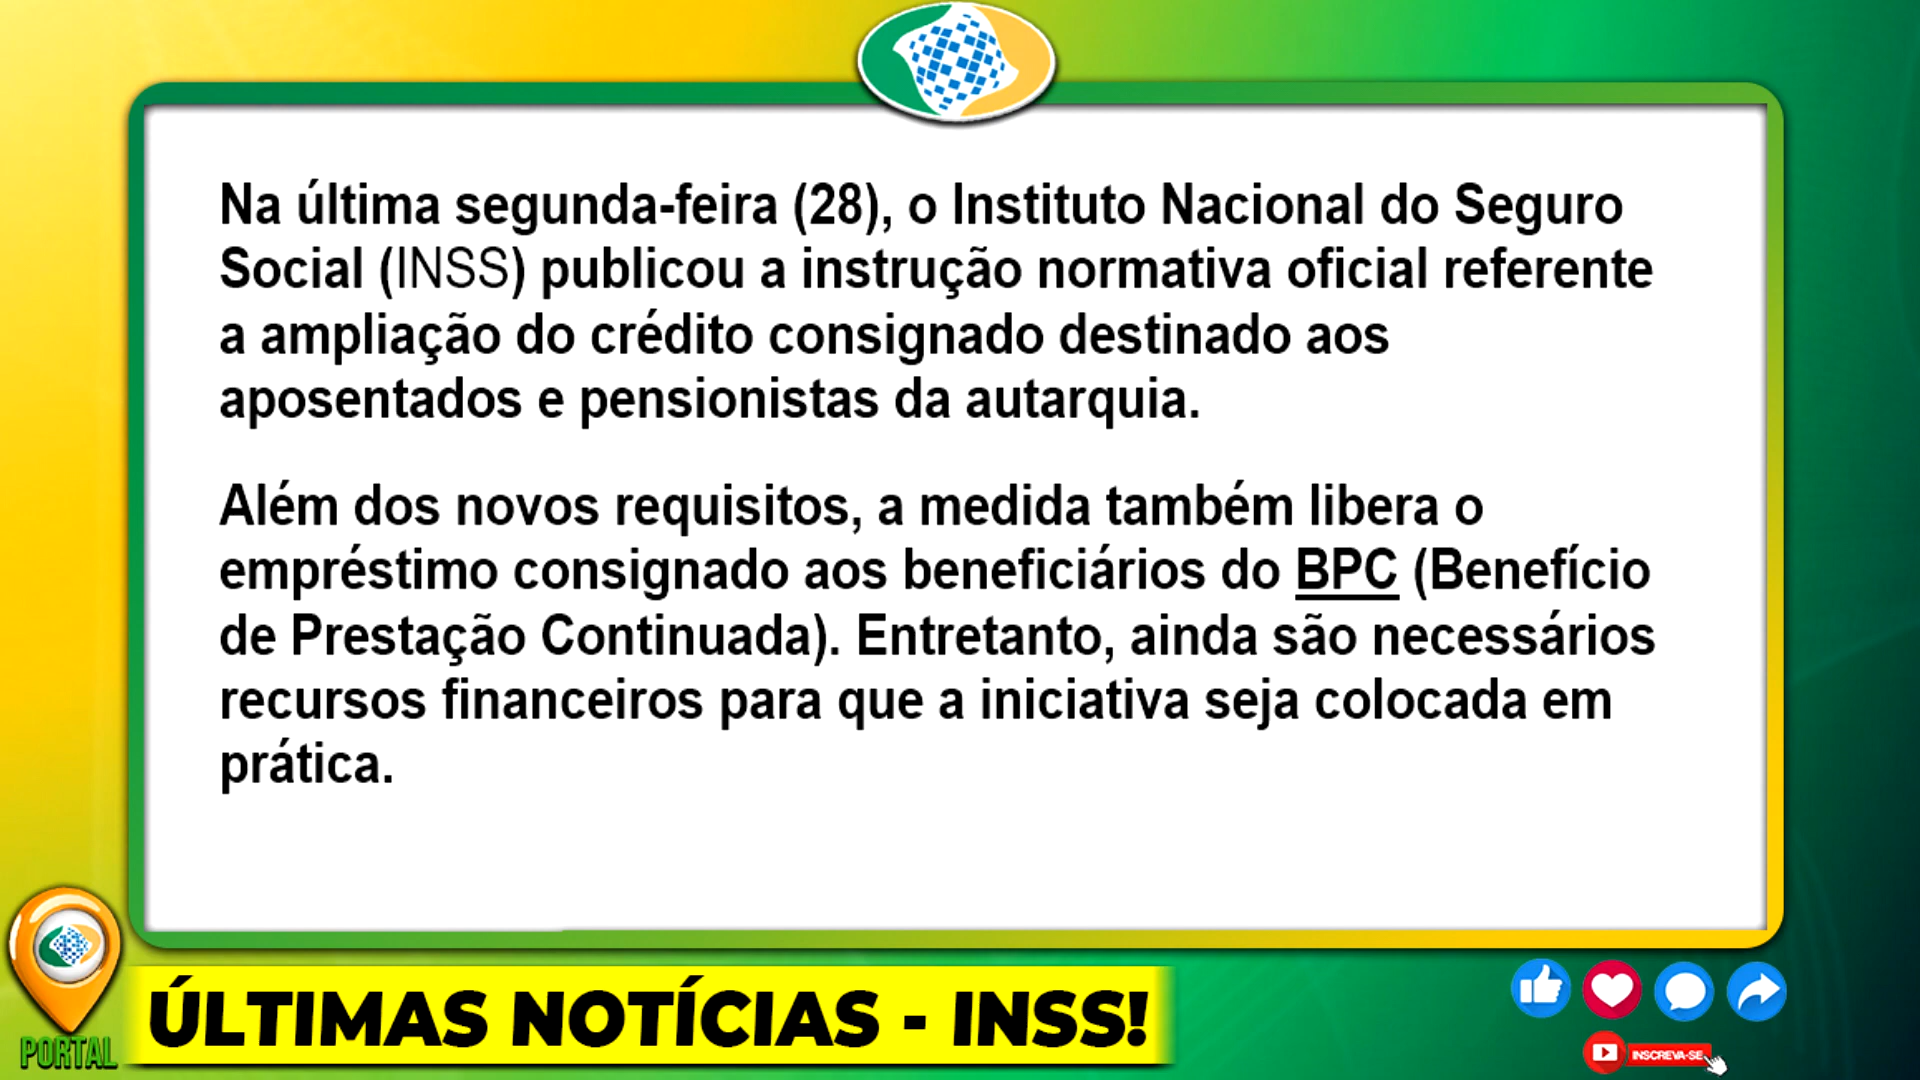 Na última segunda-feira (28), o Instituto Nacional do Seguro
Social (INSS) publicou a instrução normativa oficial referente
a ampliação do crédito consignado destinado aos
aposentados e pensionistas da autarquia.
Além dos novos requisitos, a medida também libera o
empréstimo consignado aos beneficiários do BPC (Benefício
de Prestação Continuada). Entretanto, ainda são necessários
recursos financeiros para que a iniciativa seja colocada em
prática.
PORTAL
ÚLTIMAS NOTÍCIAS - INSS!
INSCREVA-SE